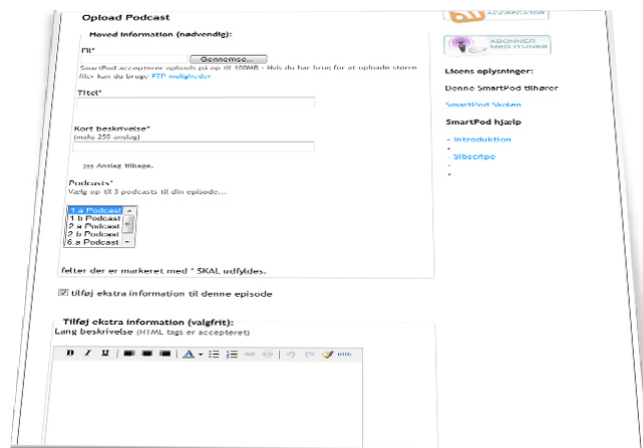 Opload Podcast
Hoved Information (nødvendig):
Fil*
Gennemse...
SmartPod accepterer uploads på op til 100MB - Hvis du har brug for at uploade større
filer kan du bruge FTP muligheder
Titel*
Kort beskrivelse*
(maks 255 anslag)
255 Anslag tilbage.
Podcasts*
Vælg op til 3 podcasts til din episode...
1.a Podcast
1.b Podcast
2.a Podcast
2.b Podcast
6.a Podcast
felter der er markeret med * SKAL udfyldes.
tilføj ekstra information til denne episode
Tilføj ekstra information (valgfrit):
Lang beskrivelse (HTML tags er accepteret)
B I U A HTML
AGGREGATOR
ABONNER
MED ITUNES
Licens oplysninger:
Denne SmartPod tilhører
SmartPod Skolen
SmartPod hjælp
- Introduktion
-
- Sibscripe
-
-